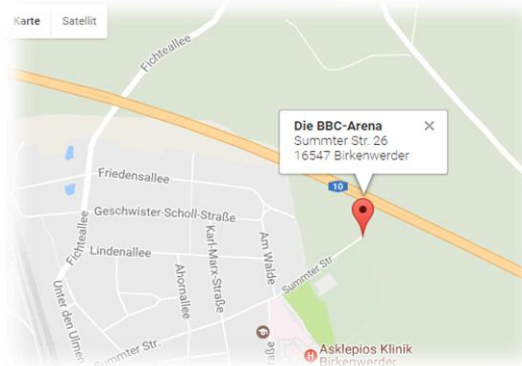 Karte Satellit
Fichteallee
Die BBC-Arena
Summter Str. 26
16547 Birkenwerder
10
Friedensallee
Geschwister-Scholl-Straße
Fichteallee
Lindenallee
Karl-Marx-Straße
Am Walde
Ahornallee
Summter Str
Unter den Ulmen
Summter Str.
raße
Asklepios Klinik
Birkenwerder